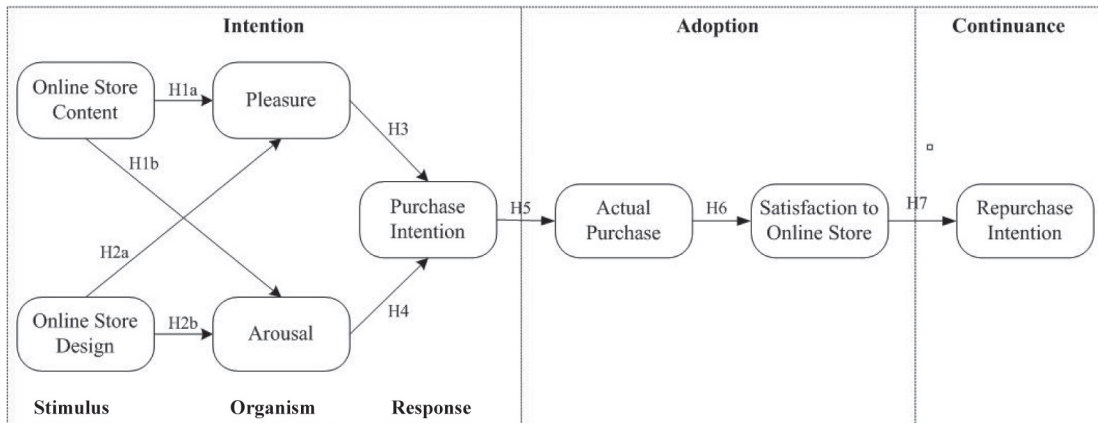 Intention
Adoption
Continuance
Online Store
Content
H1a
Pleasure
H3
H1b
Purchase
Intention
H5
Actual
Purchase
H6
Satisfaction to
Online Store
H7
Repurchase
Intention
H2a
H4
Online Store
Design
H2b
Arousal
Stimulus
Organism
Response